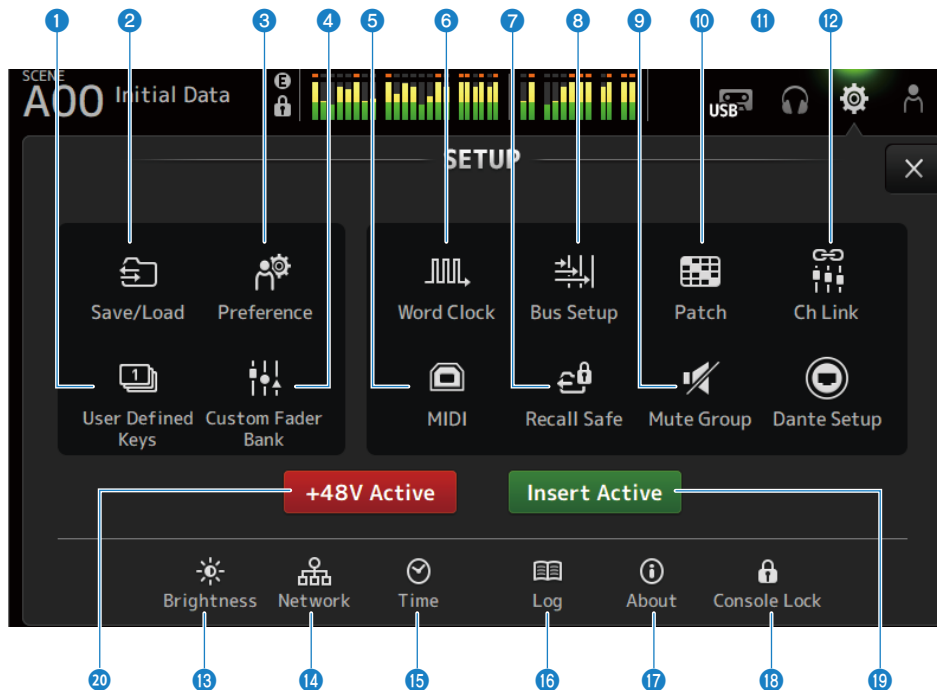 1 2 3 4 5 6 7 8 9 10 11 12
SCENE
A00 Initial Data
E
USB
SETUP
Save/Load Preference Word Clock Bus Setup Patch Ch Link
1
User Defined Keys Custom Fader Bank MIDI Recall Safe Mute Group Dante Setup
+48V Active Insert Active
Brightness Network Time Log About Console Lock
20 13 14 15 16 17 18 19